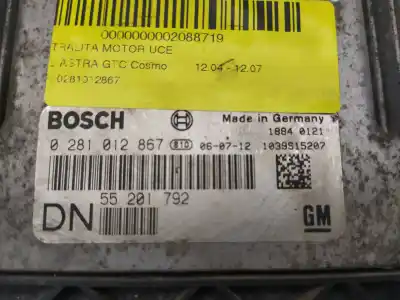 0000000002088719
TRALITA MOTOR UCE
ASTRA GTC Cosmo 12.04 - 12.07
0281012867
BOSCH Made in Germany
1884 0121
0 281 012 867 BIO 06-07-12 1039S15207
DN 55 201 792
GM